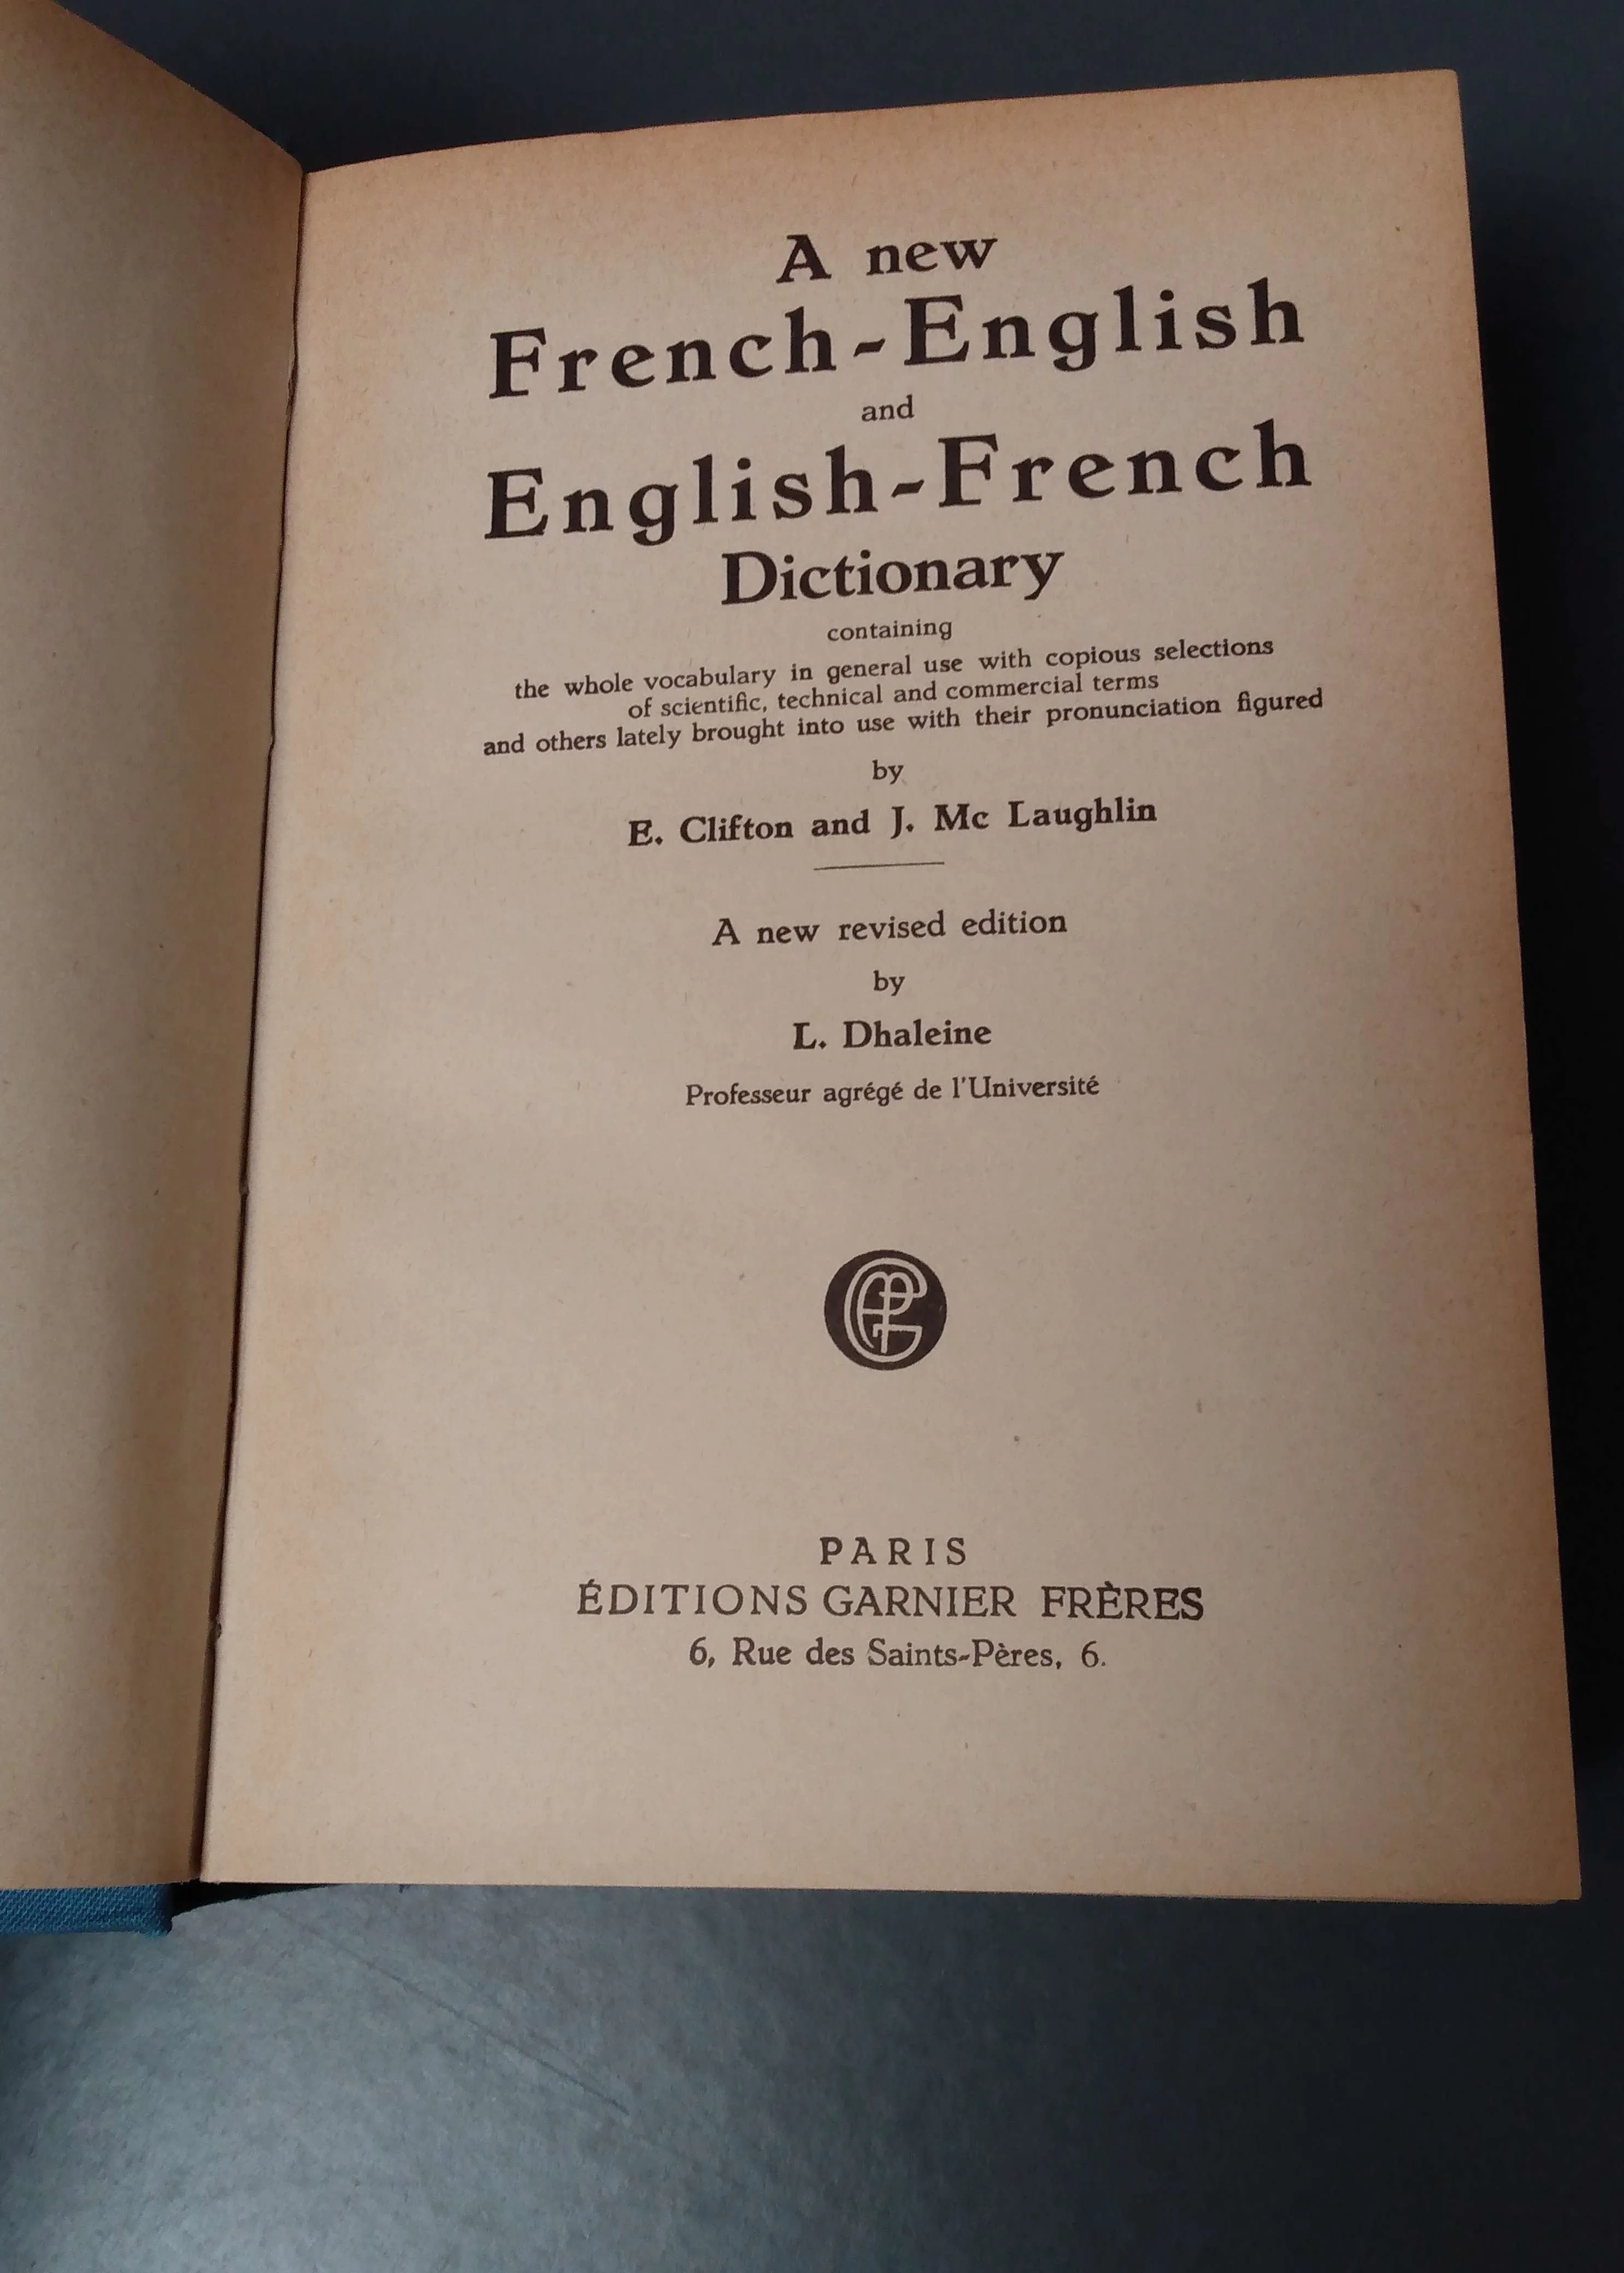 A new
French-English
and
English-French
Dictionary
containing
the whole vocabulary in general use with copious selections
of scientific, technical and commercial terms
and others lately brought into use with their pronunciation figured
by
E. Clifton and J. Mc Laughlin
A new revised edition
by
L. Dhaleine
Professeur agrégé de l'Université
PARIS
ÉDITIONS GARNIER FRÈRES
6, Rue des Saints-Pères, 6.